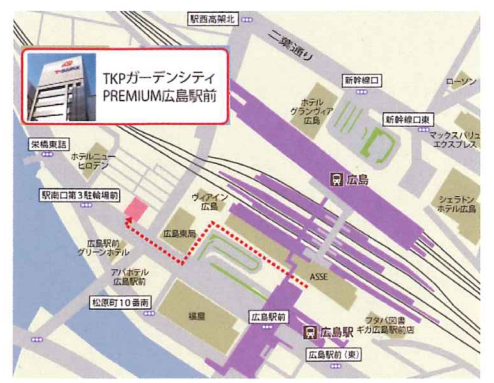 駅西高架北
二葉通り
TKPガーデンシティ
PREMIUM広島駅前
新幹線口
ローソン
ホテル
グランヴィア
広島
新幹線口東
マックスバリュ
エクスプレス
栄橋東詰
ホテルニュー
ヒロデン
広島
駅南口第3駐輪場前
ヴィアイン
広島
シェラトン
ホテル広島
広島東局
広島駅前
グリーンホテル
アパホテル
広島駅前
ASSE
松原町10番南
福屋
広島駅前
広島駅
フタバ図書
ギガ広島駅前店
広島駅前(東)